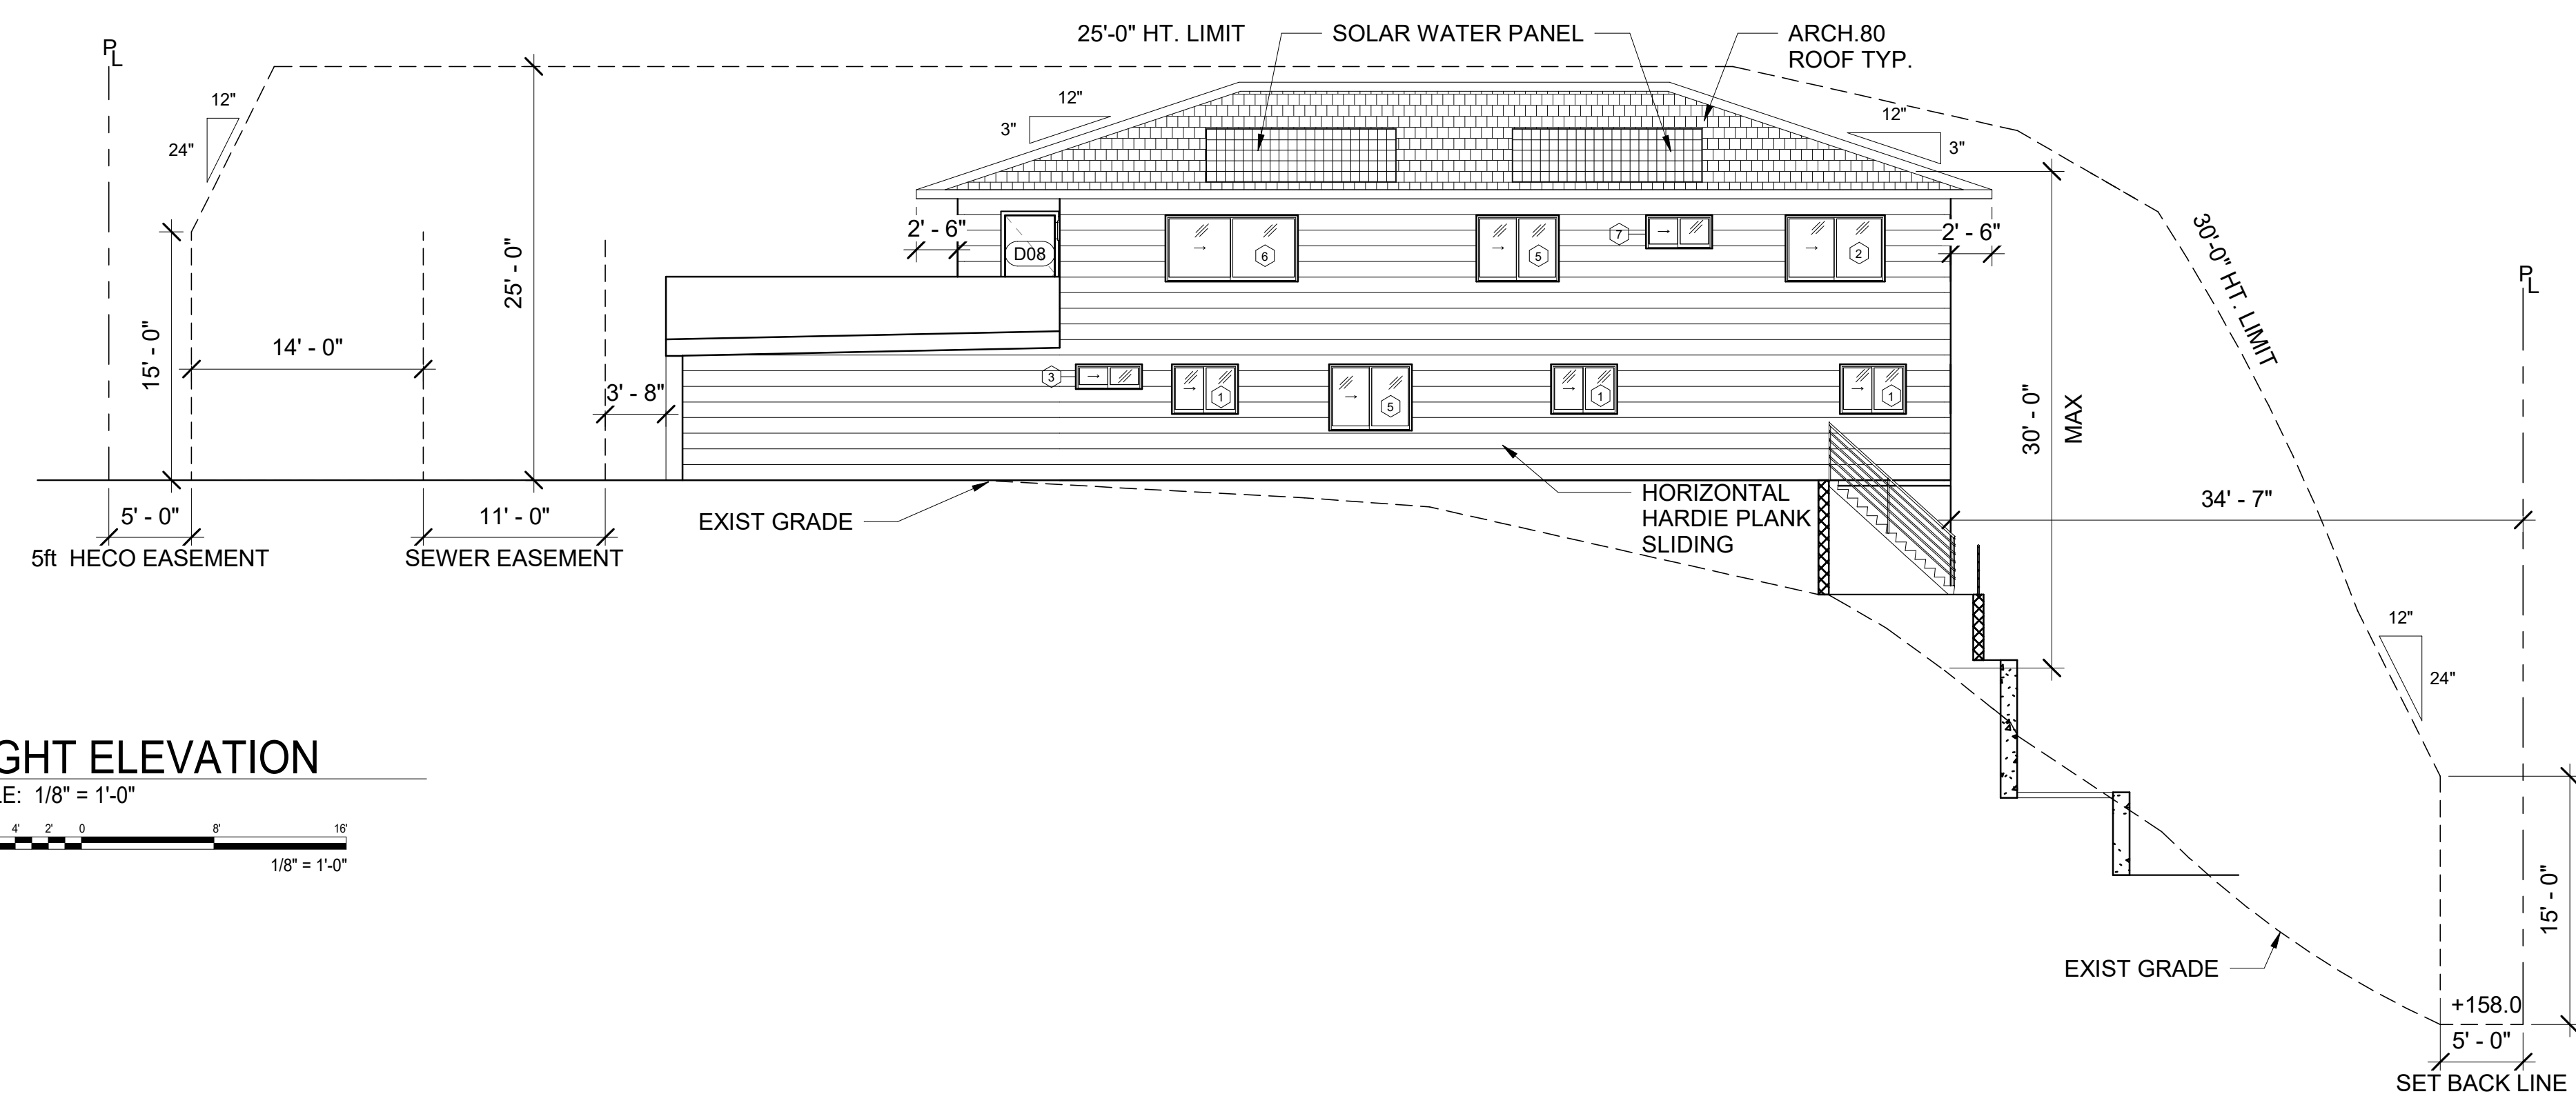 25'-0" HT. LIMIT
SOLAR WATER PANEL
ARCH.80
ROOF TYP.
PL
12"
24"
12"
3"
12"
3"
2' - 6"
D08
6
5
7
2
2' - 6"
30'-0" HT. LIMIT
PL
25' - 0"
15' - 0"
14' - 0"
3' - 8"
3
1
5
1
1
30' - 0"
MAX
34' - 7"
5' - 0"
11' - 0"
EXIST GRADE
HORIZONTAL
HARDIE PLANK
SLIDING
5ft HECO EASEMENT
SEWER EASEMENT
12"
24"
GHT ELEVATION
LE: 1/8" = 1'-0"
4' 2' 0 8' 16'
1/8" = 1'-0"
15' - 0"
EXIST GRADE
+158.0
5' - 0"
SET BACK LINE